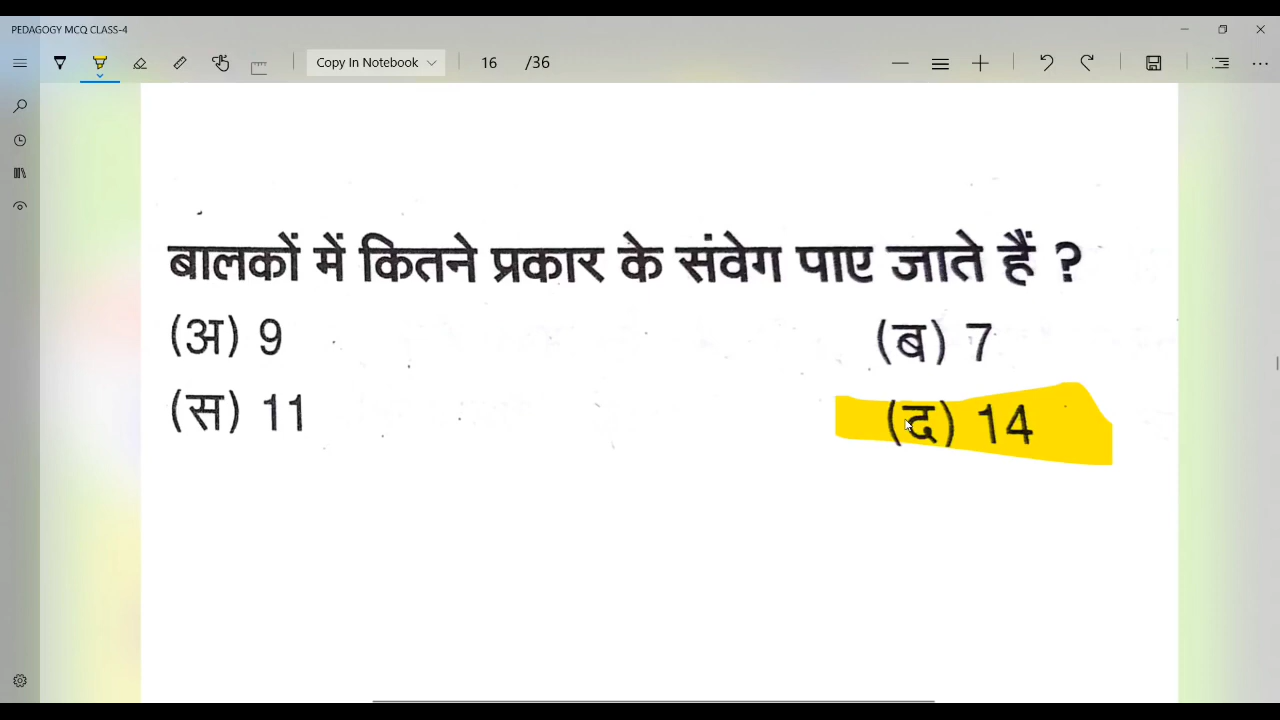 PEDAGOGY MCQ CLASS-4
Copy In Notebook 16 /36
बालकों में कितने प्रकार के संवेग पाए जाते हैं ?
(अ) 9 (ब) 7
(स) 11 (द) 14